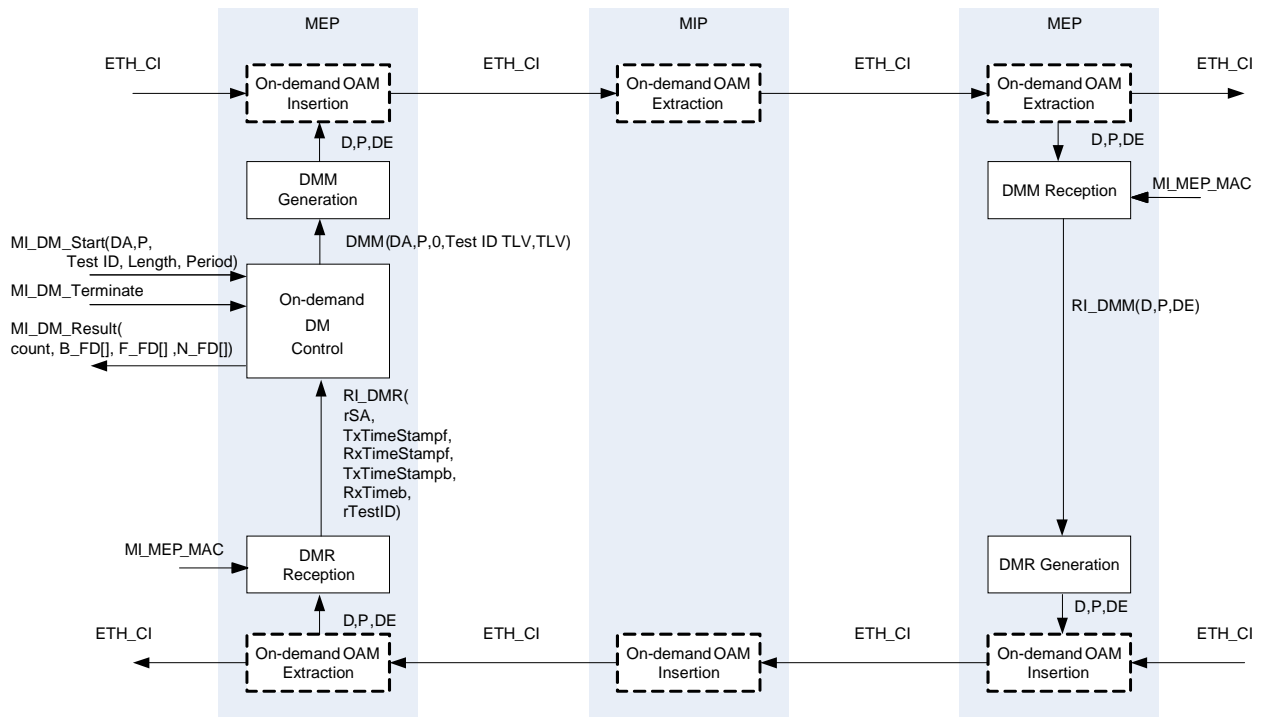 MEP
MIP
MEP
ETH_CI
ETH_CI
ETH_CI
ETH_CI
On-demand OAM
Insertion
On-demand OAM
Extraction
On-demand OAM
Extraction
D,P,DE
D,P,DE
DMM
Generation
DMM Reception
MI_MEP_MAC
DMM(DA,P,0,Test ID TLV,TLV)
MI_DM_Start(DA,P,
Test ID, Length, Period)
MI_DM_Terminate
MI_DM_Result(
count, B_FD[], F_FD[] ,N_FD[])
On-demand
DM
Control
RI_DMM(D,P,DE)
RI_DMR(
rSA,
TxTimeStampf,
RxTimeStampf,
TxTimeStampb,
RxTimeb,
rTestID)
MI_MEP_MAC
DMR
Reception
DMR Generation
D,P,DE
D,P,DE
ETH_CI
ETH_CI
ETH_CI
ETH_CI
On-demand OAM
Extraction
On-demand OAM
Insertion
On-demand OAM
Insertion